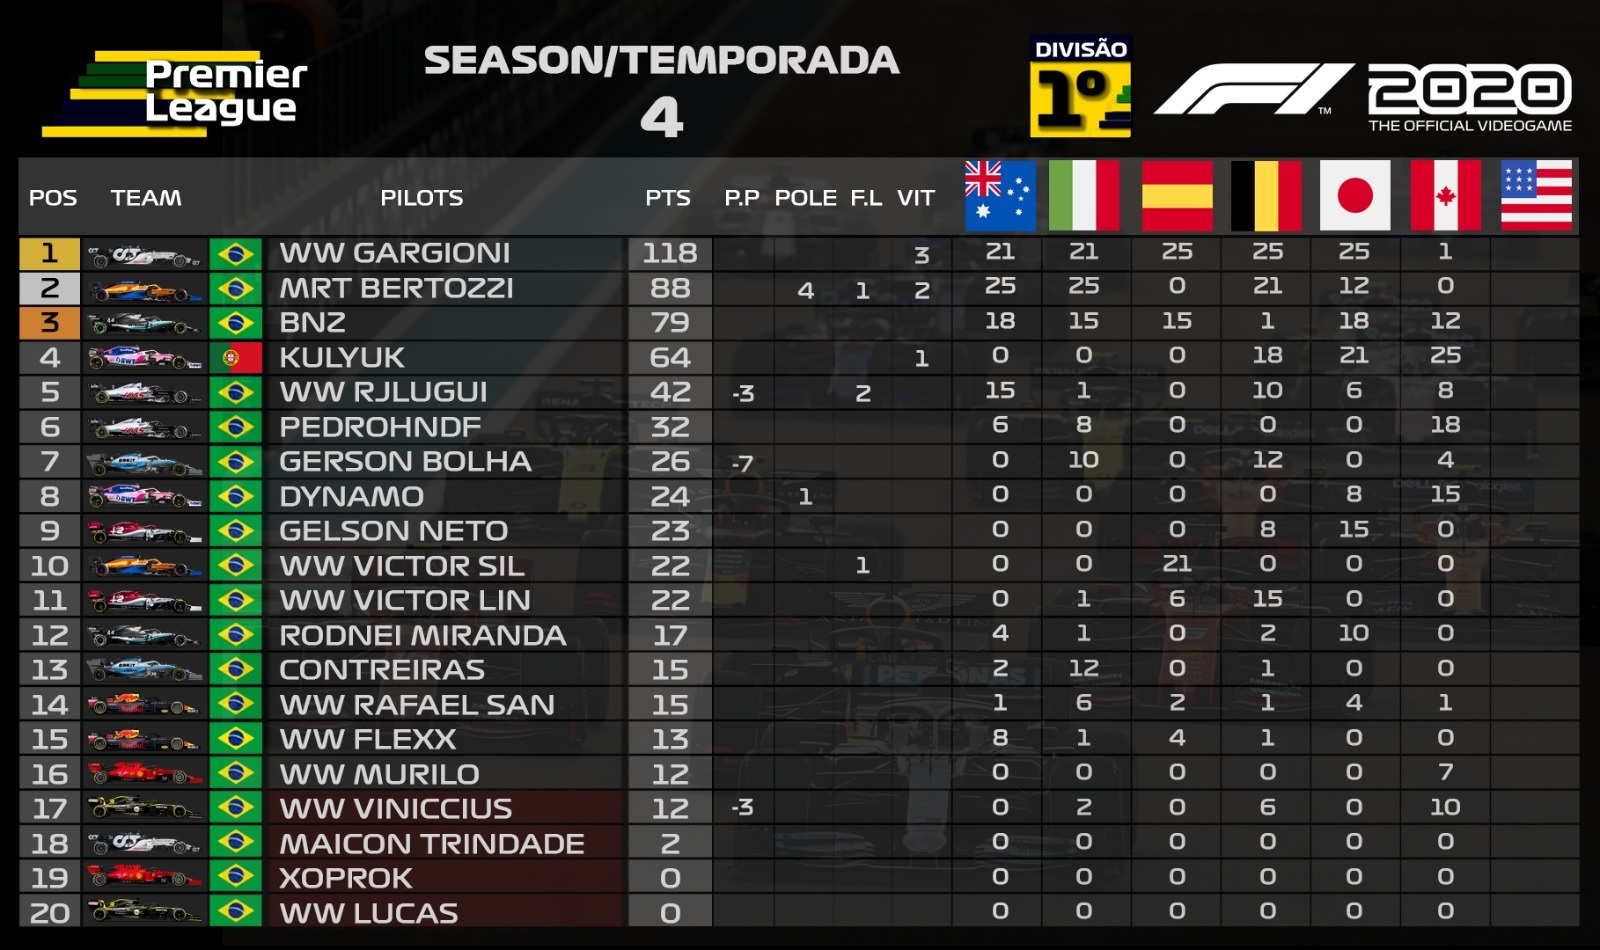 Premier
League
SEASON/TEMPORADA
4
DIVISÃO
1º
F1 ™ 2020
THE OFFICIAL VIDEOGAME
POS TEAM PILOTS PTS P.P POLE F.L VIT
1 WW GARGIONI 118 3 21 21 25 25 25 1
2 MRT BERTOZZI 88 4 1 2 25 25 0 21 12 0
3 BNZ 79 18 15 15 1 18 12
4 KULYUK 64 1 0 0 0 18 21 25
5 WW RJLUGUI 42 -3 2 15 1 0 10 6 8
6 PEDROHNDF 32 6 8 0 0 0 18
7 GERSON BOLHA 26 -7 0 10 0 12 0 4
8 DYNAMO 24 1 0 0 0 0 8 15
9 GELSON NETO 23 0 0 0 8 15 0
10 WW VICTOR SIL 22 1 0 0 21 0 0 0
11 WW VICTOR LIN 22 0 1 6 15 0 0
12 RODNEI MIRANDA 17 4 1 0 2 10 0
13 CONTREIRAS 15 2 12 0 1 0 0
14 WW RAFAEL SAN 15 1 6 2 1 4 1
15 WW FLEXX 13 8 1 4 1 0 0
16 WW MURILO 12 0 0 0 0 0 7
17 WW VINICCIUS 12 -3 0 2 0 6 0 10
18 MAICON TRINDADE 2 0 0 0 0 0 0
19 XOPROK 0 0 0 0 0 0 0
20 WW LUCAS 0 0 0 0 0 0 0